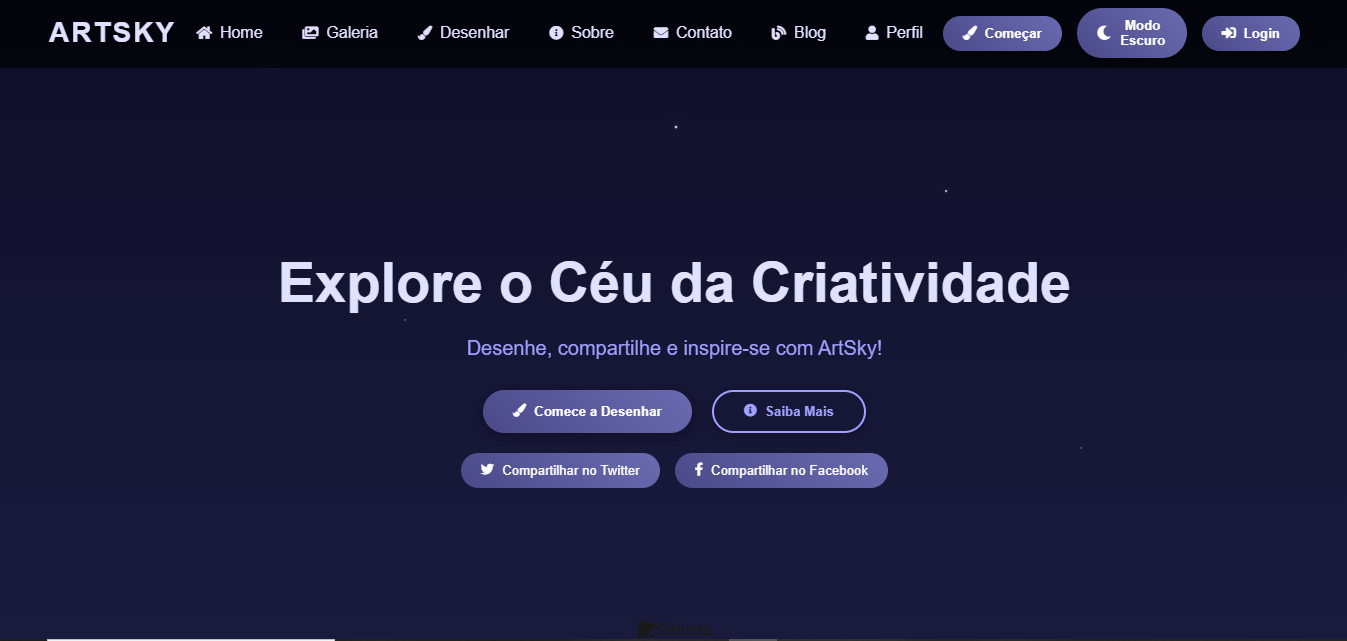 ARTSKY Home Galeria Desenhar Sobre Contato Blog Perfil Começar Modo Escuro Login
Explore o Céu da Criatividade
Desenhe, compartilhe e inspire-se com ArtSky!
Comece a Desenhar Saiba Mais
Compartilhar no Twitter Compartilhar no Facebook